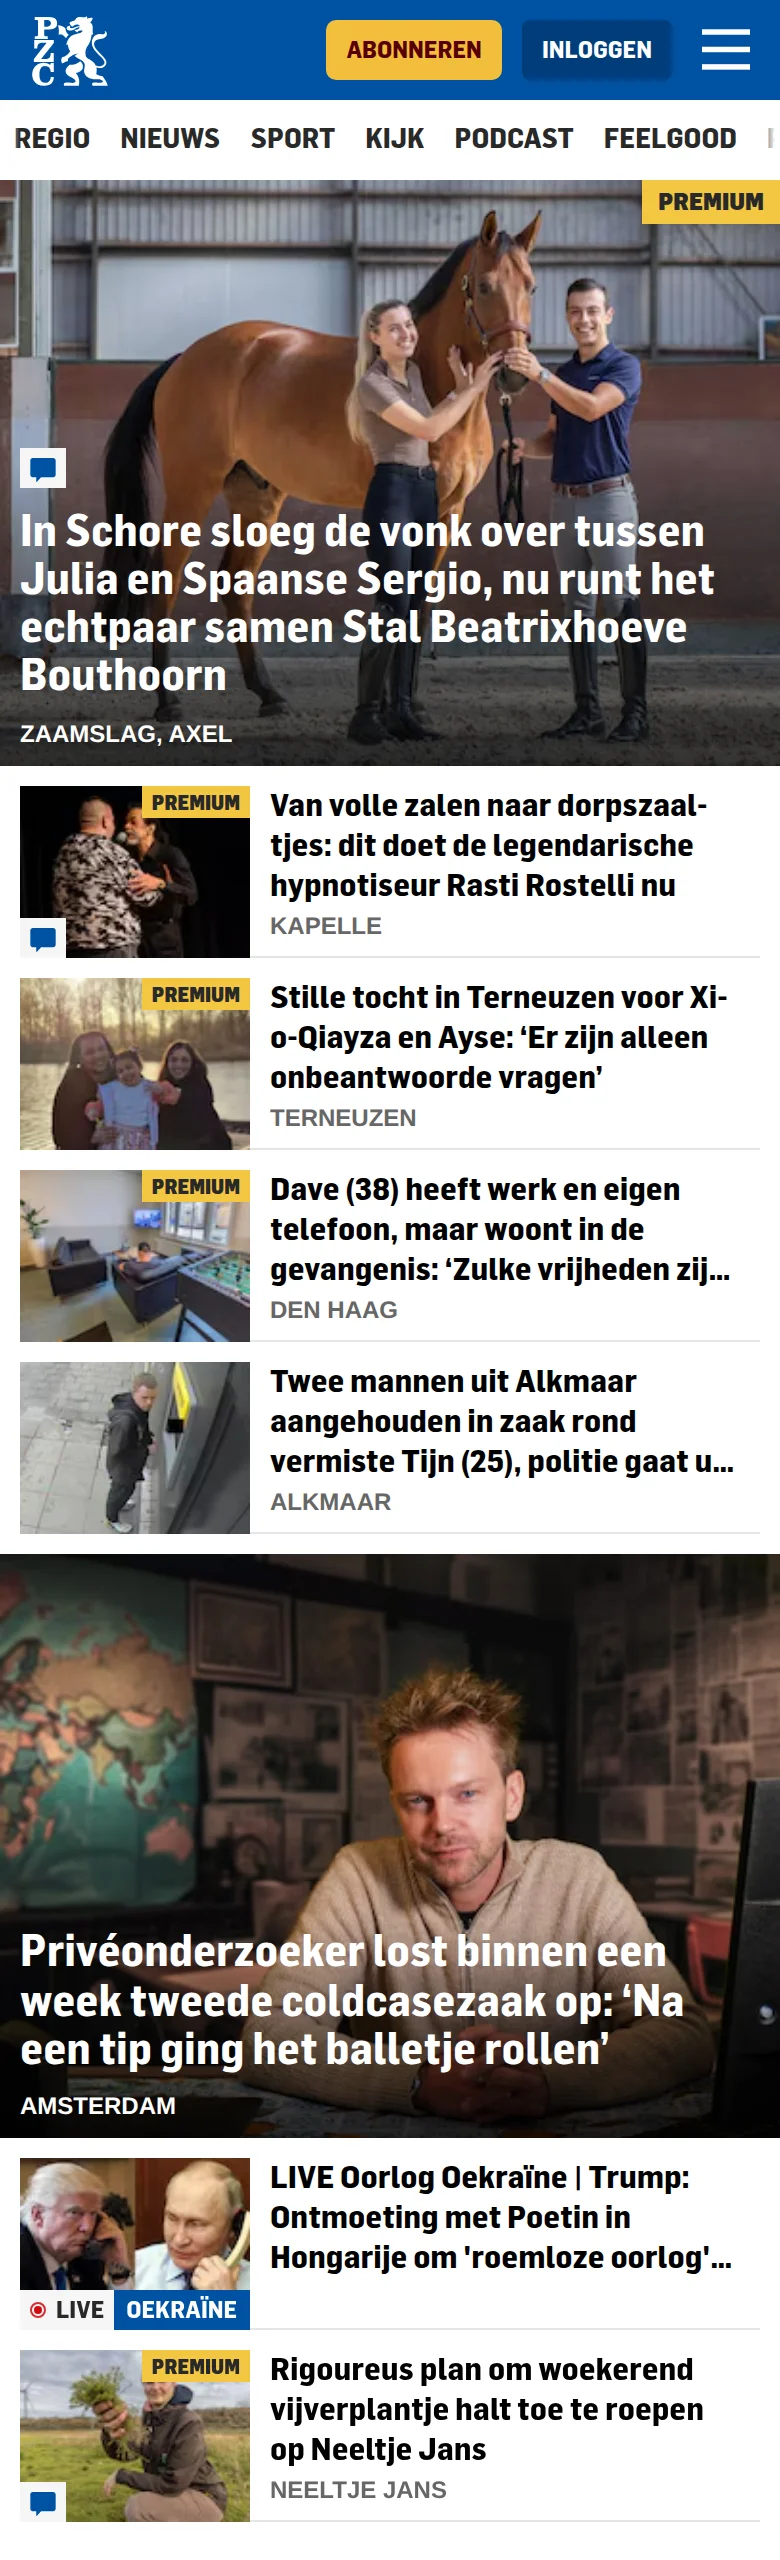 PZC
ABONNEREN
INLOGGEN
REGIO NIEUWS SPORT KIJK PODCAST FEELGOOD
PREMIUM
In Schore sloeg de vonk over tussen
Julia en Spaanse Sergio, nu runt het
echtpaar samen Stal Beatrixhoeve
Bouthoorn
ZAAMSLAG, AXEL
PREMIUM
Van volle zalen naar dorpszaal-
tjes: dit doet de legendarische
hypnotiseur Rasti Rostelli nu
KAPELLE
PREMIUM
Stille tocht in Terneuzen voor Xi-
o-Qiayza en Ayse: ‘Er zijn alleen
onbeantwoorde vragen’
TERNEUZEN
PREMIUM
Dave (38) heeft werk en eigen
telefoon, maar woont in de
gevangenis: ‘Zulke vrijheden zij...
DEN HAAG
Twee mannen uit Alkmaar
aangehouden in zaak rond
vermiste Tijn (25), politie gaat u...
ALKMAAR
Privéonderzoeker lost binnen een
week tweede coldcasezaak op: ‘Na
een tip ging het balletje rollen’
AMSTERDAM
LIVE Oorlog Oekraïne | Trump:
Ontmoeting met Poetin in
Hongarije om 'roemloze oorlog'...
LIVE OEKRAÏNE
PREMIUM
Rigoureus plan om woekerend
vijverplantje halt toe te roepen
op Neeltje Jans
NEELTJE JANS